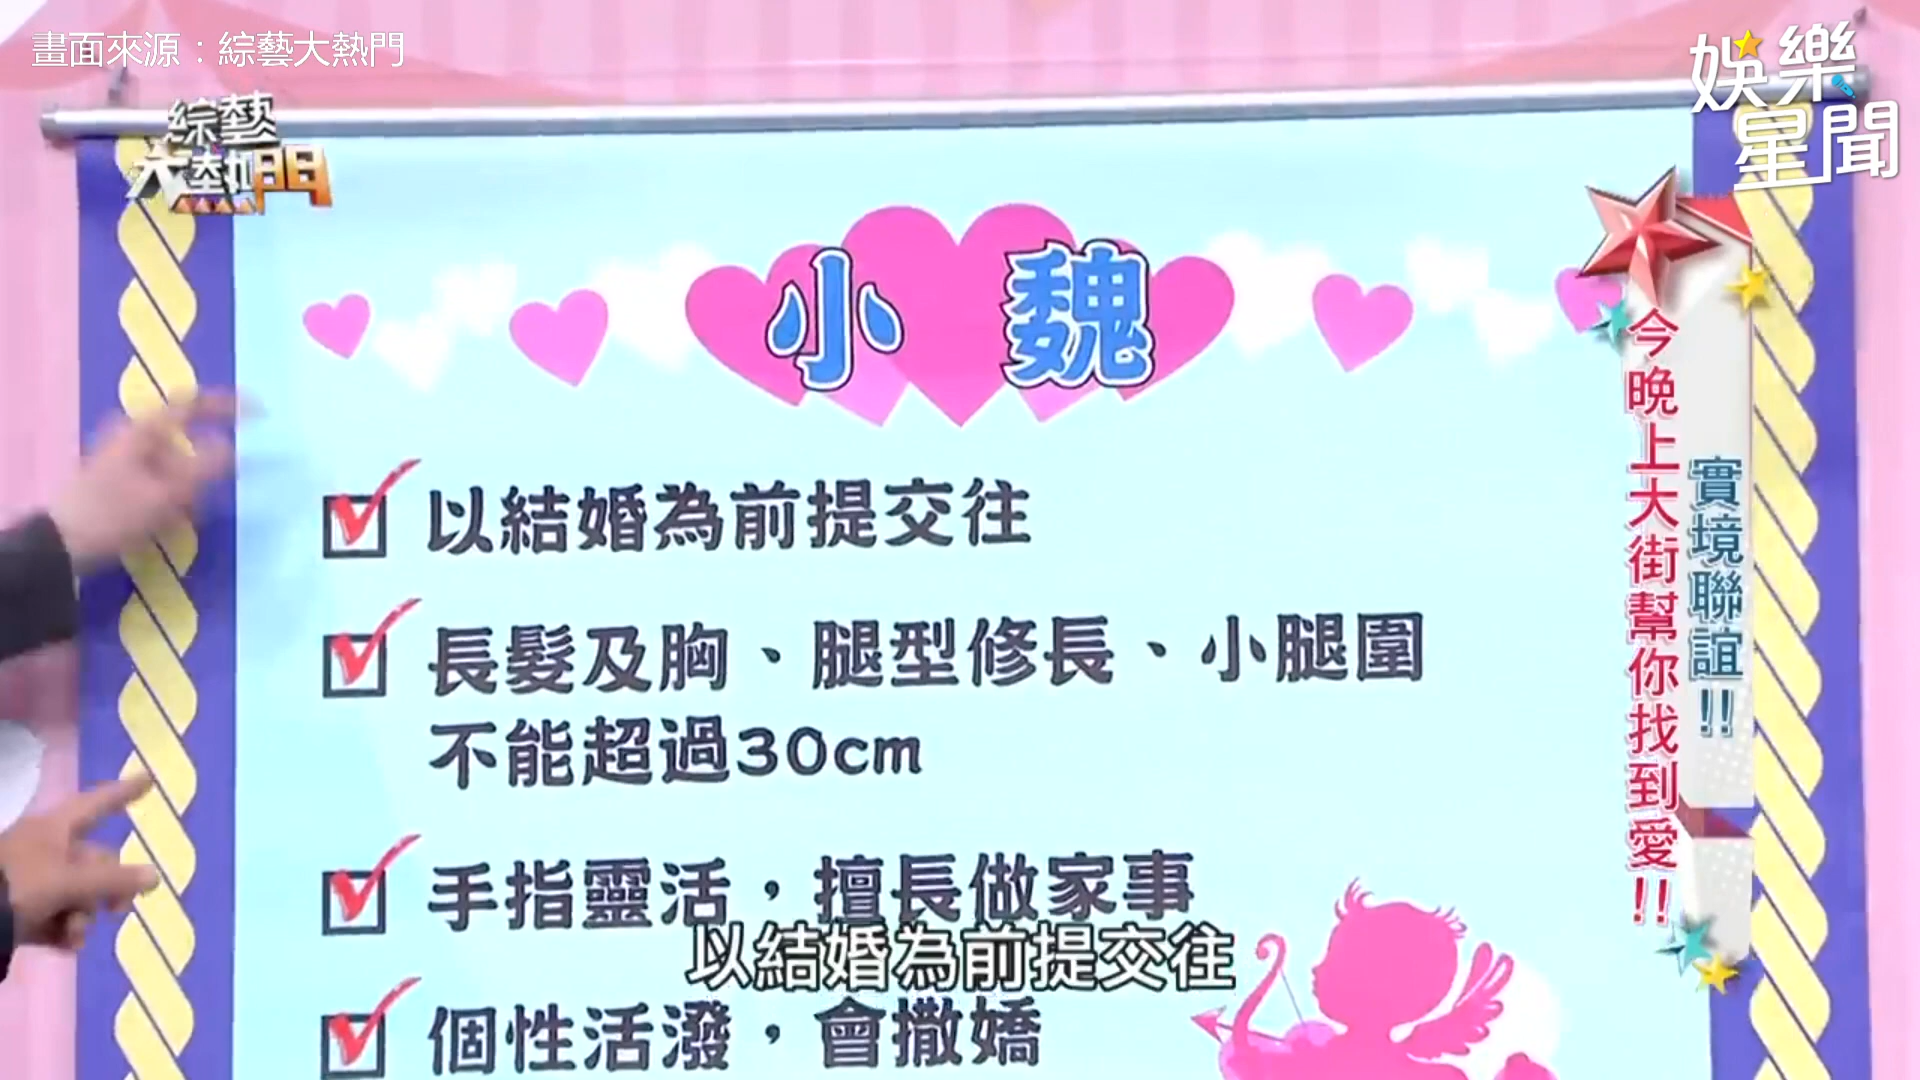 畫面來源：綜藝大熱門
綜藝
大熱門
娛樂
星聞
小 魏
以結婚為前提交往
長髮及胸、腿型修長、小腿圍
不能超過30cm
手指靈活，擅長做家事
個性活潑，會撒嬌
以結婚為前提交往
實境聯誼!!
今晚上大街幫你找到愛!!